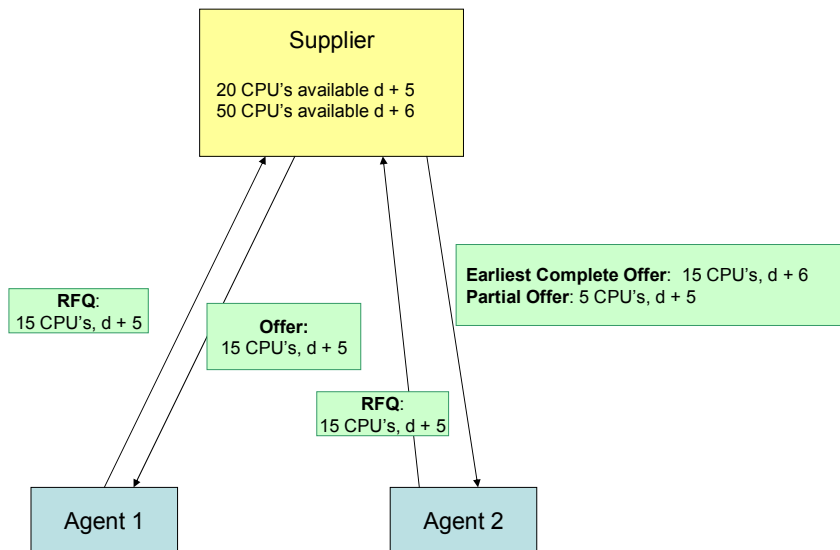 Supplier
20 CPU's available d + 5
50 CPU's available d + 6
Earliest Complete Offer:  15 CPU's, d + 6
Partial Offer: 5 CPU's, d + 5
RFQ:
15 CPU's, d + 5
Offer:
15 CPU's, d + 5
RFQ:
15 CPU's, d + 5
Agent 1
Agent 2